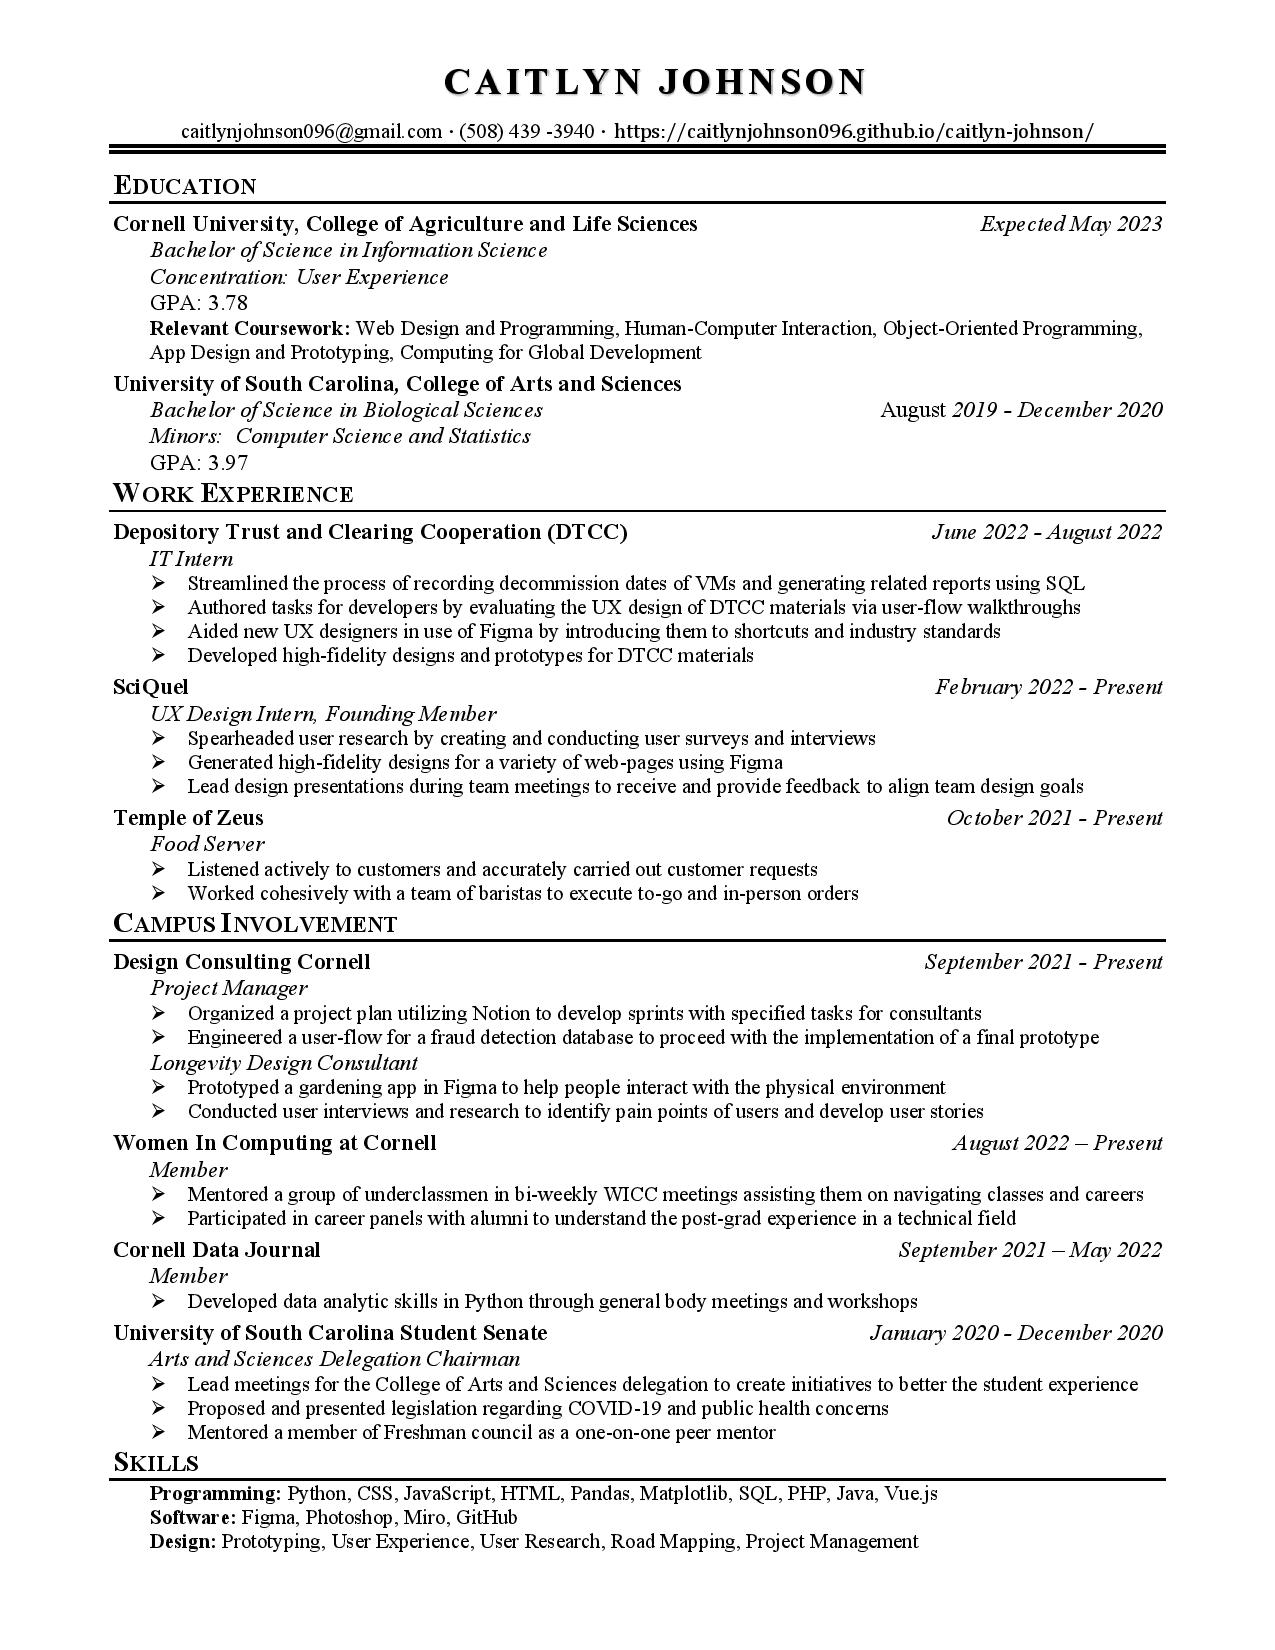 CAITLYN JOHNSON
caitlynjohnson096@gmail.com · (508) 439 -3940 · https://caitlynjohnson096.github.io/caitlyn-johnson/
EDUCATION
Cornell University, College of Agriculture and Life Sciences Expected May 2023
Bachelor of Science in Information Science
Concentration: User Experience
GPA: 3.78
Relevant Coursework: Web Design and Programming, Human-Computer Interaction, Object-Oriented Programming,
App Design and Prototyping, Computing for Global Development
University of South Carolina, College of Arts and Sciences
Bachelor of Science in Biological Sciences August 2019 - December 2020
Minors: Computer Science and Statistics
GPA: 3.97
WORK EXPERIENCE
Depository Trust and Clearing Cooperation (DTCC) June 2022 - August 2022
IT Intern
➢ Streamlined the process of recording decommission dates of VMs and generating related reports using SQL
➢ Authored tasks for developers by evaluating the UX design of DTCC materials via user-flow walkthroughs
➢ Aided new UX designers in use of Figma by introducing them to shortcuts and industry standards
➢ Developed high-fidelity designs and prototypes for DTCC materials
SciQuel February 2022 - Present
UX Design Intern, Founding Member
➢ Spearheaded user research by creating and conducting user surveys and interviews
➢ Generated high-fidelity designs for a variety of web-pages using Figma
➢ Lead design presentations during team meetings to receive and provide feedback to align team design goals
Temple of Zeus October 2021 - Present
Food Server
➢ Listened actively to customers and accurately carried out customer requests
➢ Worked cohesively with a team of baristas to execute to-go and in-person orders
CAMPUS INVOLVEMENT
Design Consulting Cornell September 2021 - Present
Project Manager
➢ Organized a project plan utilizing Notion to develop sprints with specified tasks for consultants
➢ Engineered a user-flow for a fraud detection database to proceed with the implementation of a final prototype
Longevity Design Consultant
➢ Prototyped a gardening app in Figma to help people interact with the physical environment
➢ Conducted user interviews and research to identify pain points of users and develop user stories
Women In Computing at Cornell August 2022 – Present
Member
➢ Mentored a group of underclassmen in bi-weekly WICC meetings assisting them on navigating classes and careers
➢ Participated in career panels with alumni to understand the post-grad experience in a technical field
Cornell Data Journal September 2021 – May 2022
Member
➢ Developed data analytic skills in Python through general body meetings and workshops
University of South Carolina Student Senate January 2020 - December 2020
Arts and Sciences Delegation Chairman
➢ Lead meetings for the College of Arts and Sciences delegation to create initiatives to better the student experience
➢ Proposed and presented legislation regarding COVID-19 and public health concerns
➢ Mentored a member of Freshman council as a one-on-one peer mentor
SKILLS
Programming: Python, CSS, JavaScript, HTML, Pandas, Matplotlib, SQL, PHP, Java, Vue.js
Software: Figma, Photoshop, Miro, GitHub
Design: Prototyping, User Experience, User Research, Road Mapping, Project Management